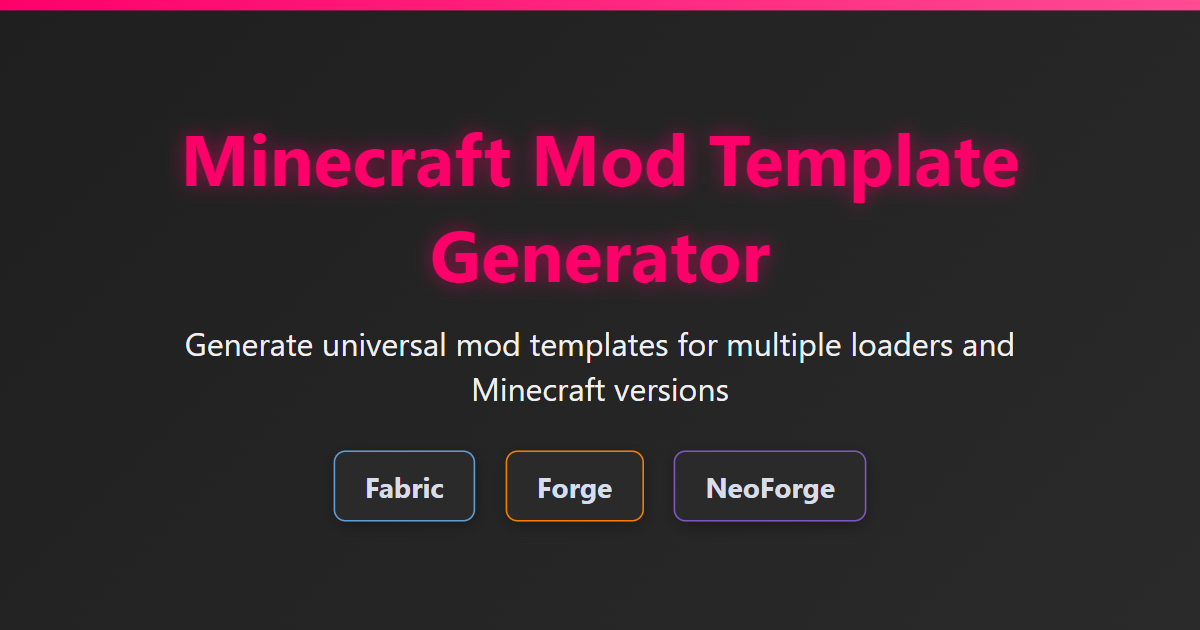 Minecraft Mod Template
Generator
Generate universal mod templates for multiple loaders and
Minecraft versions
Fabric
Forge
NeoForge